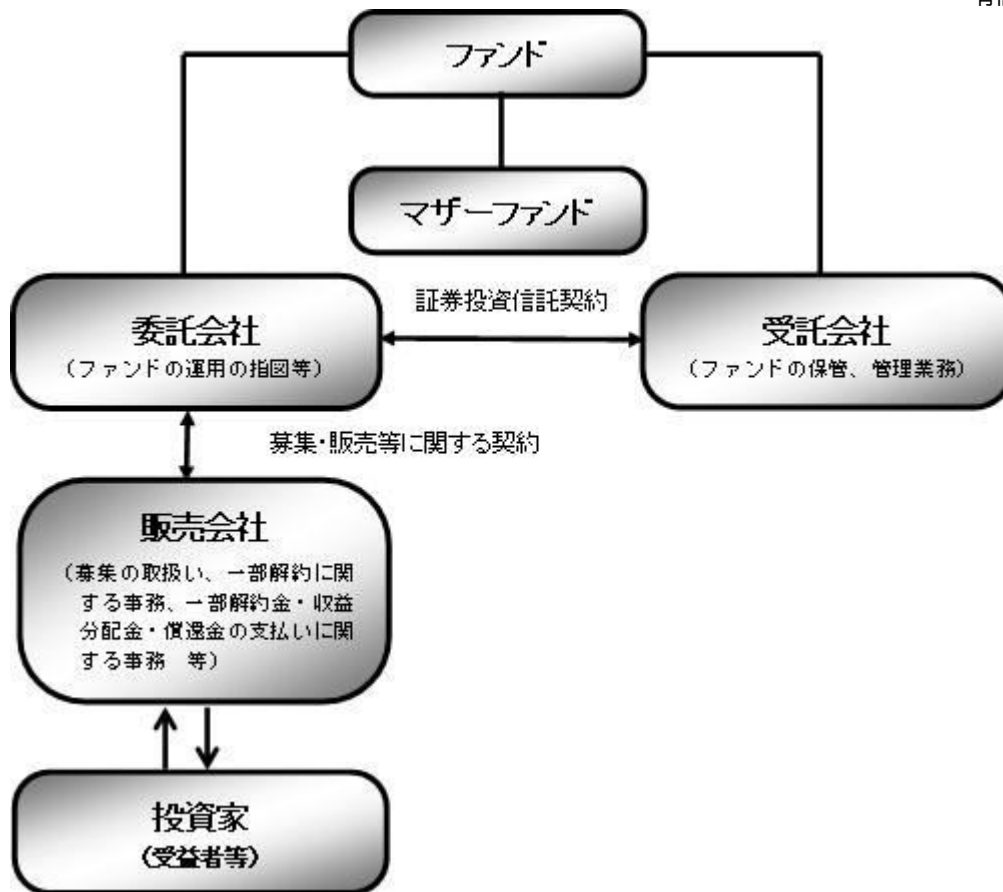 ファンド
マザーファンド
証券投資信託契約
委託会社
(ファンドの運用の指図等)
受託会社
(ファンドの保管、管理業務)
募集・販売等に関する契約
販売会社
(募集の取扱い、一部解約に関
する事務、一部解約金・収益
分配金・償還金の支払いに関
する事務 等)
投資家
(受益者等)